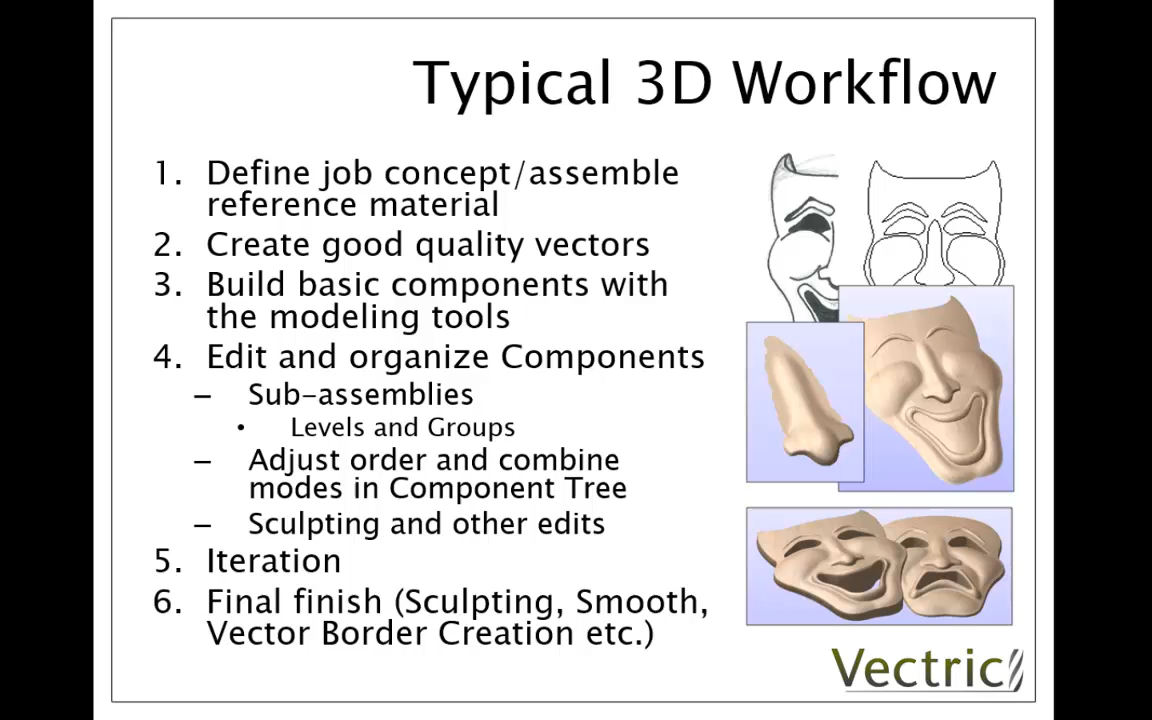 Typical 3D Workflow
1. Define job concept/assemble
reference material
2. Create good quality vectors
3. Build basic components with
the modeling tools
4. Edit and organize Components
– Sub-assemblies
• Levels and Groups
– Adjust order and combine
modes in Component Tree
– Sculpting and other edits
5. Iteration
6. Final finish (Sculpting, Smooth,
Vector Border Creation etc.)
Vectric